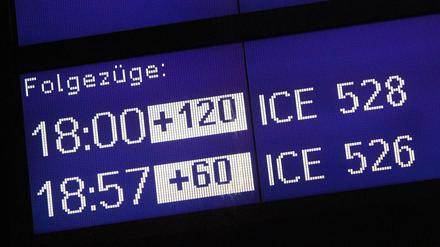 Folgezüge:
18:00 +120 ICE 528
18:57 +60 ICE 526